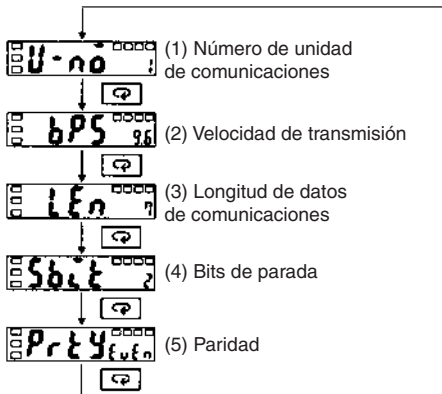 U-no 1
(1) Número de unidad
de comunicaciones
bPS 9.6
(2) Velocidad de transmisión
LEn 7
(3) Longitud de datos
de comunicaciones
Sbit 2
(4) Bits de parada
PrtY EvEn
(5) Paridad